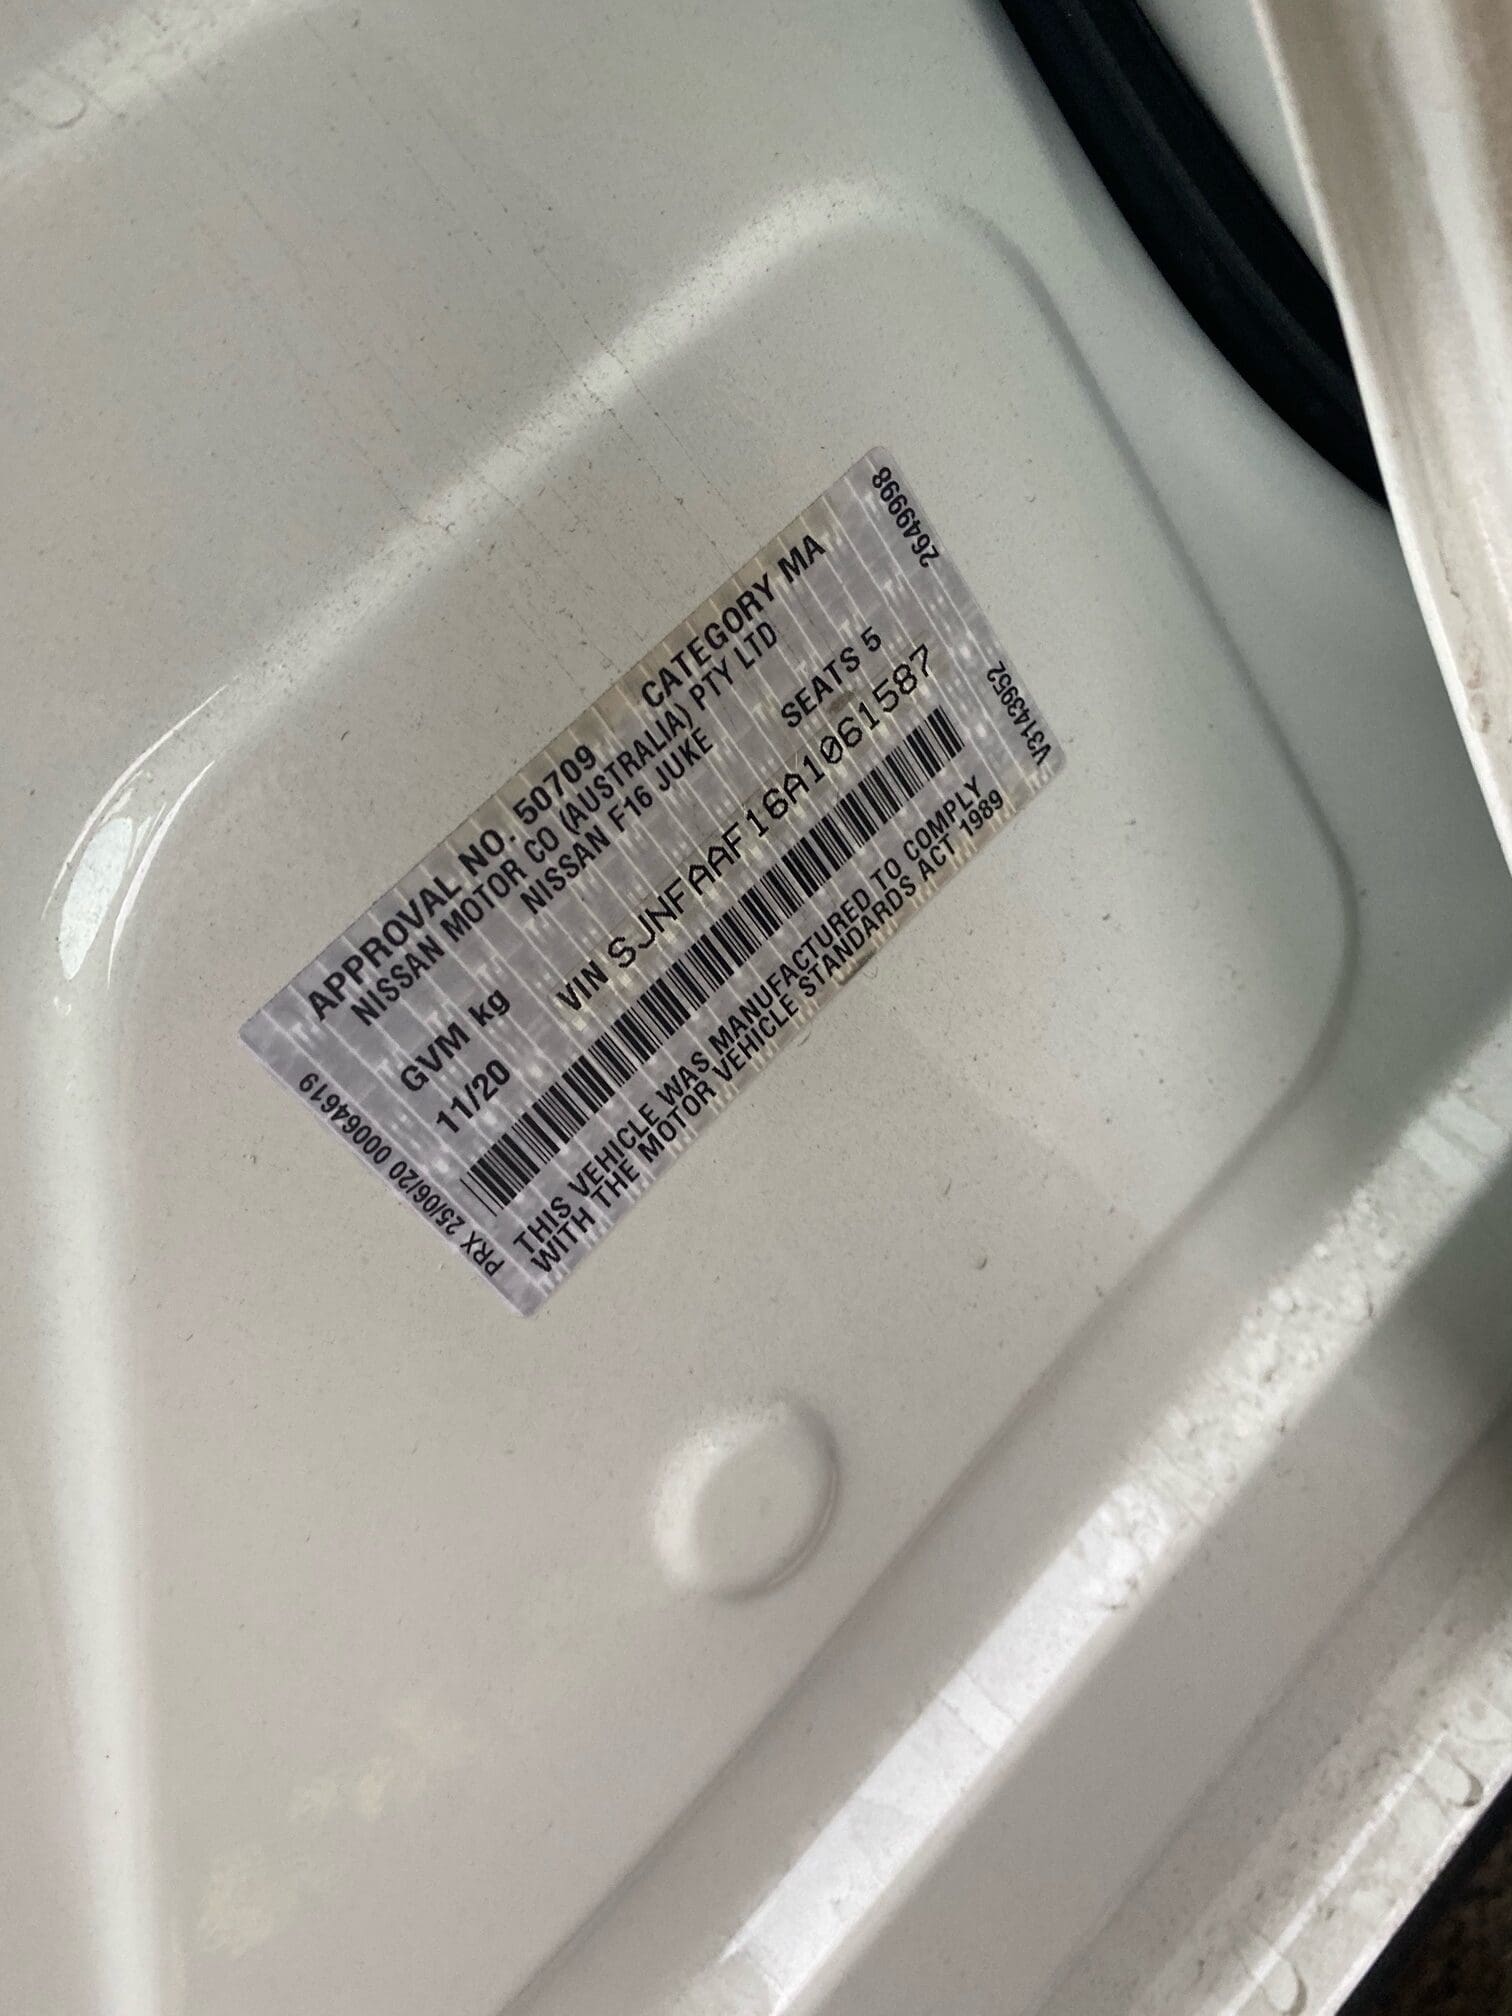 APPROVAL NO. 50709 CATEGORY MA
NISSAN MOTOR CO (AUSTRALIA) PTY LTD
NISSAN F16 JUKE
GVM kg SEATS 5
11/20 VIN SJNFAAF16A1061587
THIS VEHICLE WAS MANUFACTURED TO COMPLY
WITH THE MOTOR VEHICLE STANDARDS ACT 1989
PRX 25/06/20 00064619
2649998
V3143952